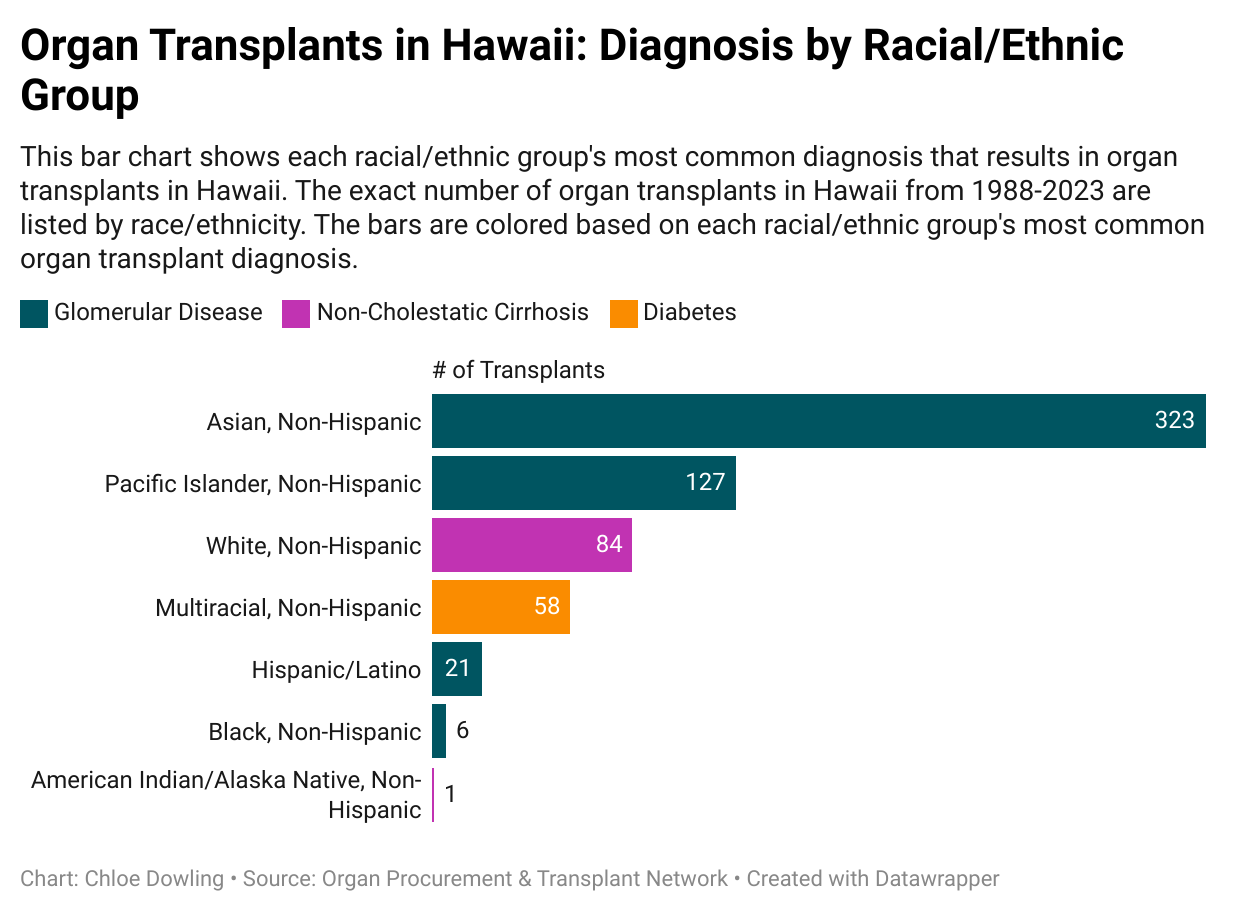 Organ Transplants in Hawaii: Diagnosis by Racial/Ethnic
Group
This bar chart shows each racial/ethnic group's most common diagnosis that results in organ
transplants in Hawaii. The exact number of organ transplants in Hawaii from 1988-2023 are
listed by race/ethnicity. The bars are colored based on each racial/ethnic group's most common
organ transplant diagnosis.
Glomerular Disease Non-Cholestatic Cirrhosis Diabetes
# of Transplants
Asian, Non-Hispanic 323
Pacific Islander, Non-Hispanic 127
White, Non-Hispanic 84
Multiracial, Non-Hispanic 58
Hispanic/Latino 21
Black, Non-Hispanic 6
American Indian/Alaska Native, Non-
Hispanic 1
Chart: Chloe Dowling • Source: Organ Procurement & Transplant Network • Created with Datawrapper